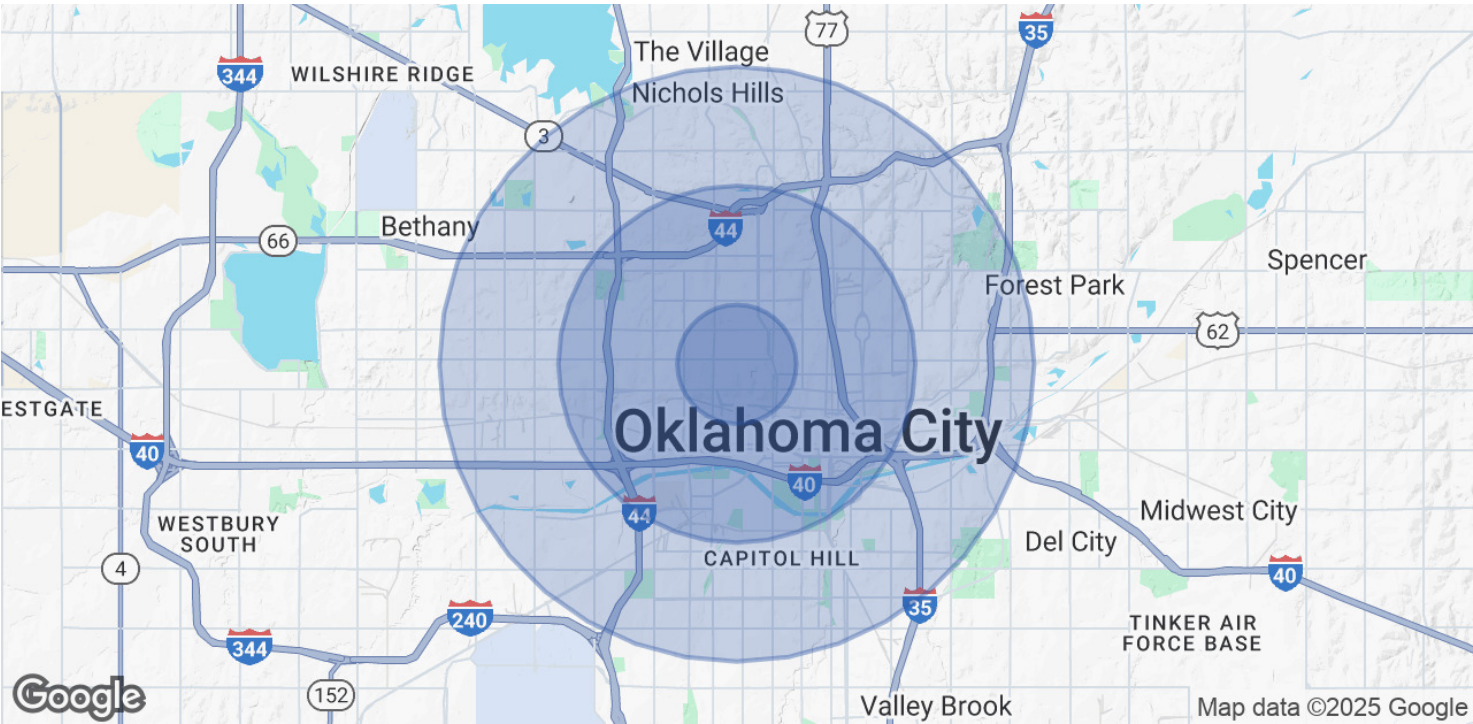 77
35
The Village
344
WILSHIRE RIDGE
Nichols Hills
3
Bethany
44
66
Spencer
Forest Park
62
ESTGATE
Oklahoma City
40
40
44
Midwest City
WESTBURY
SOUTH
Del City
CAPITOL HILL
4
40
35
240
TINKER AIR
FORCE BASE
344
152
Google
Valley Brook
Map data ©2025 Google